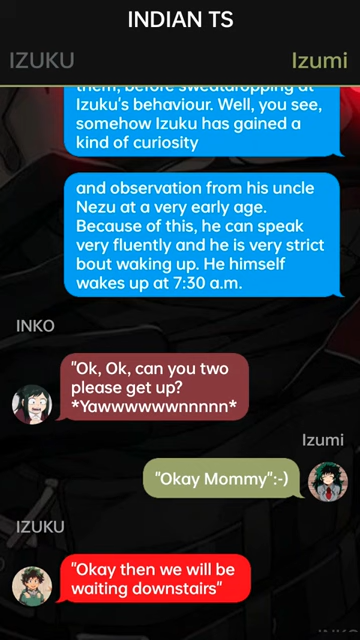 INDIAN TS
IZUKU
Izumi
them, before sweatdropping at
Izuku's behaviour. Well, you see,
somehow Izuku has gained a
kind of curiosity
and observation from his uncle
Nezu at a very early age.
Because of this, he can speak
very fluently and he is very strict
bout waking up. He himself
wakes up at 7:30 a.m.
INKO
"Ok, Ok, can you two
please get up?
*Yawwwwwwnnnnn*
Izumi
"Okay Mommy":-)
IZUKU
"Okay then we will be
waiting downstairs"